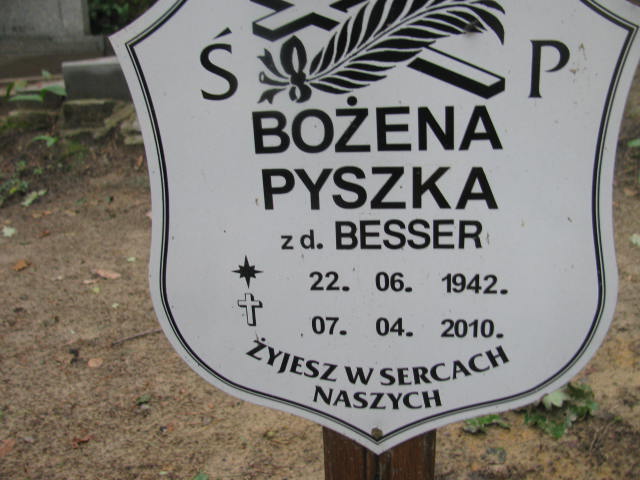 Ś P
BOŻENA
PYSZKA
z d. BESSER
22. 06. 1942.
07. 04. 2010.
ŻYJESZ W SERCACH
NASZYCH